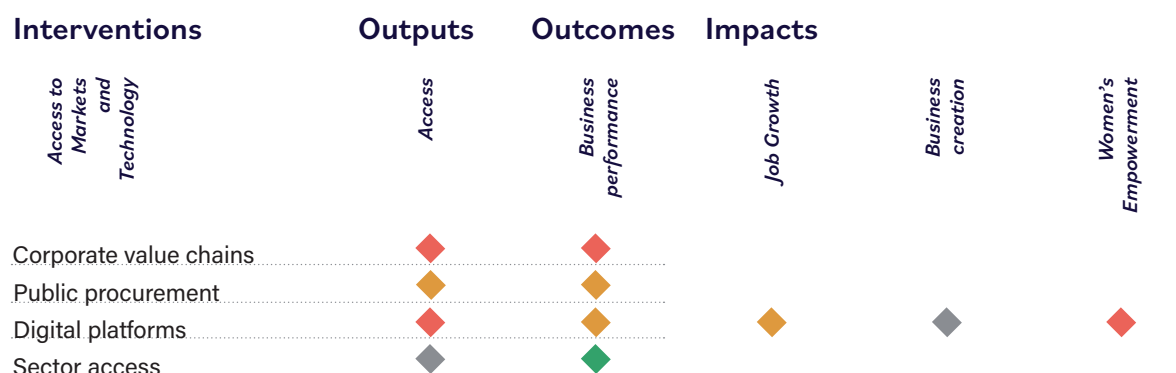 Interventions Outputs Outcomes Impacts
Access to
Markets
and
Technology
Access
Business
performance
Job Growth
Business
creation
Women's
Empowerment
Corporate value chains
Public procurement
Digital platforms
Sector access